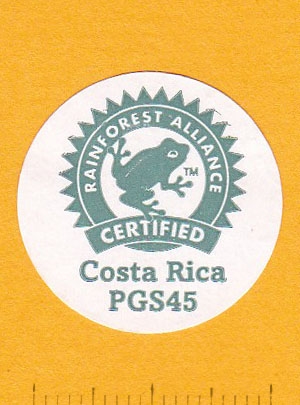 RAINFOREST ALLIANCE
TM
CERTIFIED
Costa Rica
PGS45